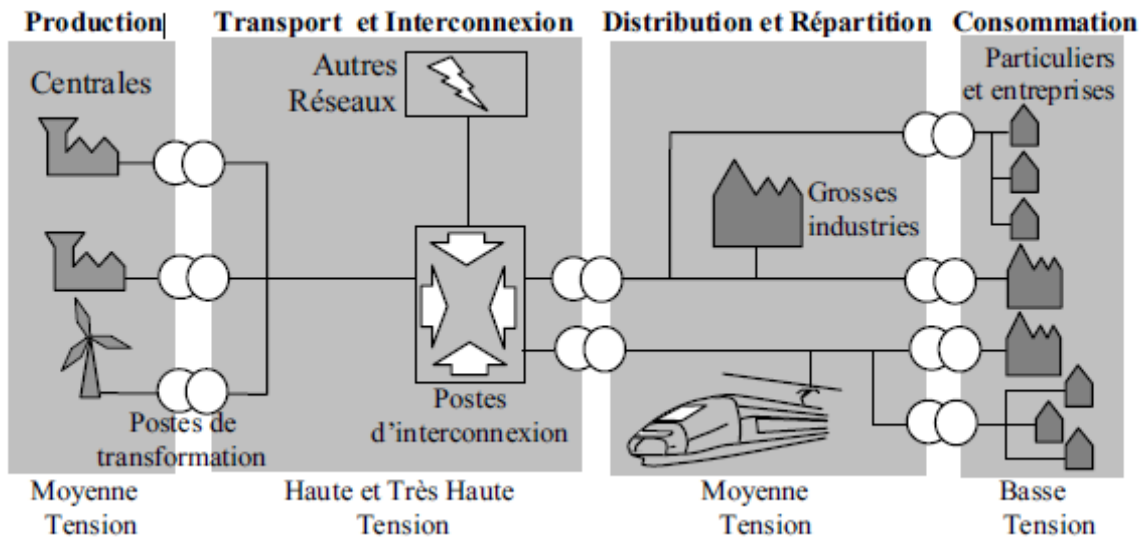 Production
Transport et Interconnexion
Distribution et Répartition
Consommation
Centrales
Autres
Réseaux
Particuliers
et entreprises
Grosses
industries
Postes de
transformation
Postes
d'interconnexion
Moyenne
Tension
Haute et Très Haute
Tension
Moyenne
Tension
Basse
Tension